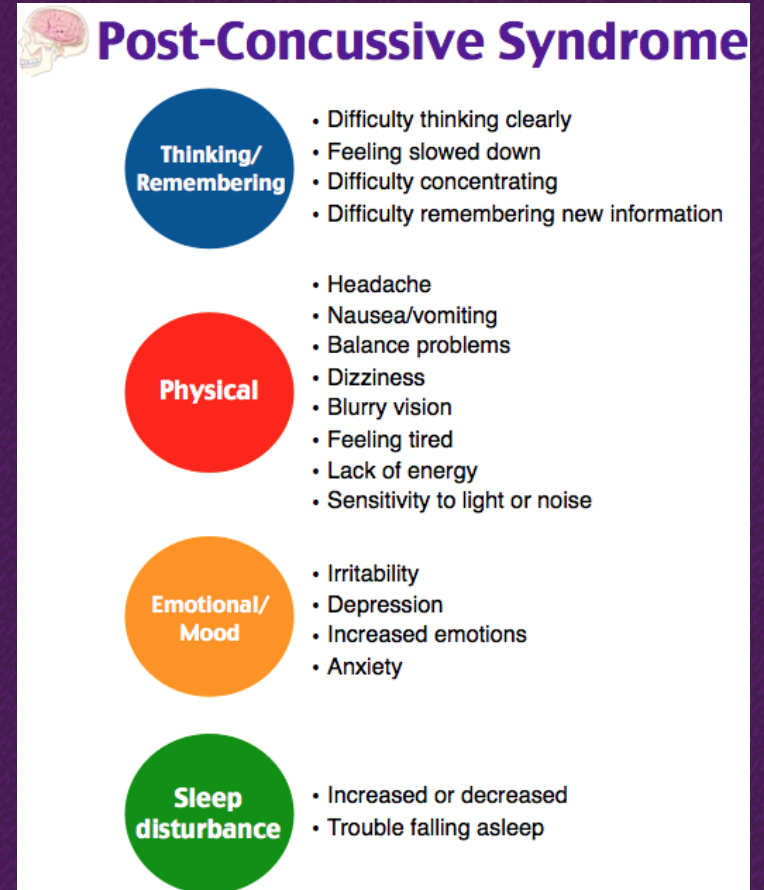 Post-Concussive Syndrome
Thinking/
Remembering
• Difficulty thinking clearly
• Feeling slowed down
• Difficulty concentrating
• Difficulty remembering new information
Physical
• Headache
• Nausea/vomiting
• Balance problems
• Dizziness
• Blurry vision
• Feeling tired
• Lack of energy
• Sensitivity to light or noise
Emotional/
Mood
• Irritability
• Depression
• Increased emotions
• Anxiety
Sleep
disturbance
• Increased or decreased
• Trouble falling asleep